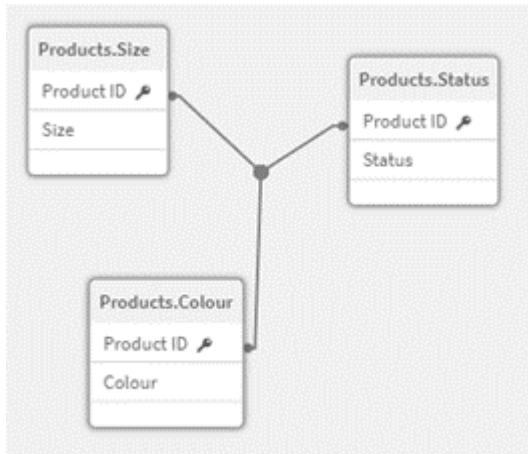 Products.Size
Product ID
Size
Products.Status
Product ID
Status
Products.Colour
Product ID
Colour